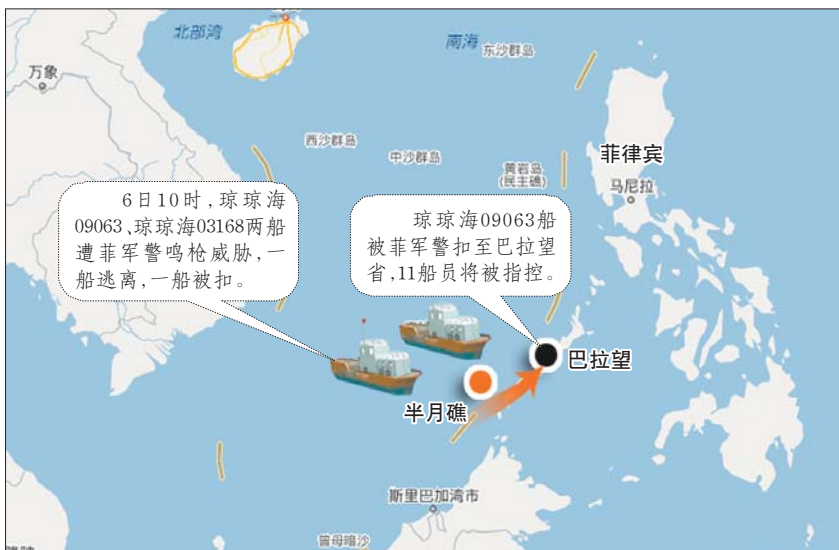 北部湾
南海
东沙群岛
万象
西沙群岛
中沙群岛
黄岩岛
(民主礁)
菲律宾
马尼拉
6日10时，琼琼海
09063、琼琼海03168两船
遭菲军警鸣枪威胁，一
船逃离，一船被扣。
琼琼海09063船
被菲军警扣至巴拉望
省，11船员将被指控。
巴拉望
半月礁
斯里巴加湾市
曾母暗沙